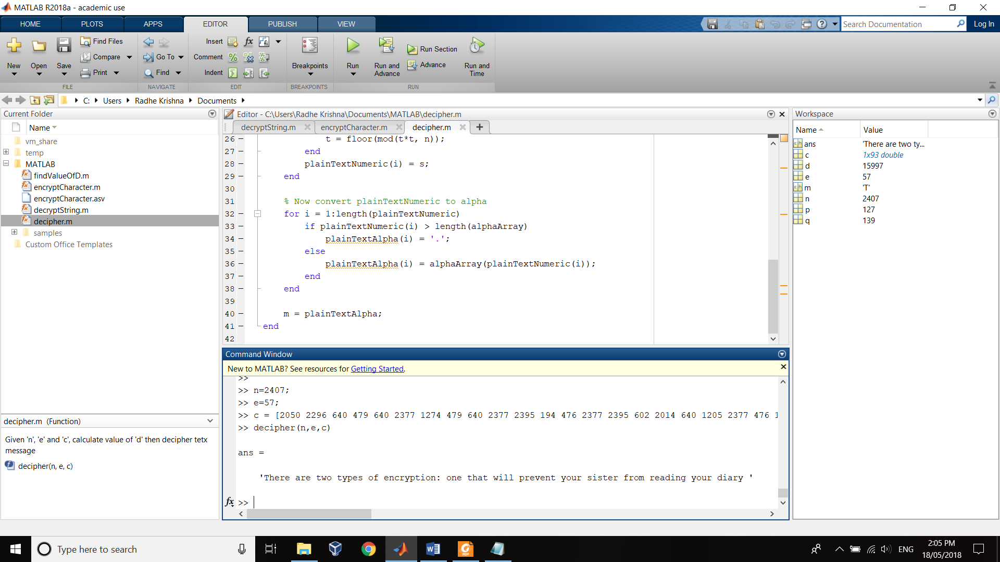 MATLAB R2018a - academic use
HOME PLOTS APPS EDITOR PUBLISH VIEW
Search Documentation
Log In
New
Open
Save
Find Files
Compare
Print
FILE
Go To
Find
NAVIGATE
Insert
Comment
Indent
EDIT
Breakpoints
BREAKPOINTS
Run
Run and Advance
Run Section
Advance
Run and Time
RUN
C: Users Radhe Krishna Documents
Current Folder
Name
vm_share
temp
MATLAB
findValueOfD.m
encryptCharacter.m
encryptCharacter.asv
decryptString.m
decipher.m
samples
Custom Office Templates
decipher.m (Function)
Given 'n', 'e' and 'c', calculate value of 'd' then decipher tetx
message
decipher(n, e, c)
Editor - C:\Users\Radhe Krishna\Documents\MATLAB\decipher.m
decryptString.m encryptCharacter.m decipher.m
26 t = floor(mod(t*t, n));
27 end
28 plainTextNumeric(i) = s;
29 end
30
31 % Now convert plainTextNumeric to alpha
32 for i = 1:length(plainTextNumeric)
33 if plainTextNumeric(i) > length(alphaArray)
34 plainTextAlpha(i) = '.';
35 else
36 plainTextAlpha(i) = alphaArray(plainTextNumeric(i));
37 end
38 end
39
40 m = plainTextAlpha;
41 end
42
Command Window
New to MATLAB? See resources for Getting Started.
>>
>> n=2407;
>> e=57;
>> c = [2050 2296 640 479 640 2377 1274 479 640 2377 2395 194 476 2377 2395 602 2014 640 1205 2377 476 1
>> decipher(n,e,c)
ans =
'There are two types of encryption: one that will prevent your sister from reading your diary '
fx >>
Workspace
Name Value
ans 'There are two ty...
c 1x93 double
d 15997
e 57
m 'T'
n 2407
p 127
q 139
Type here to search
ENG
2:05 PM
18/05/2018